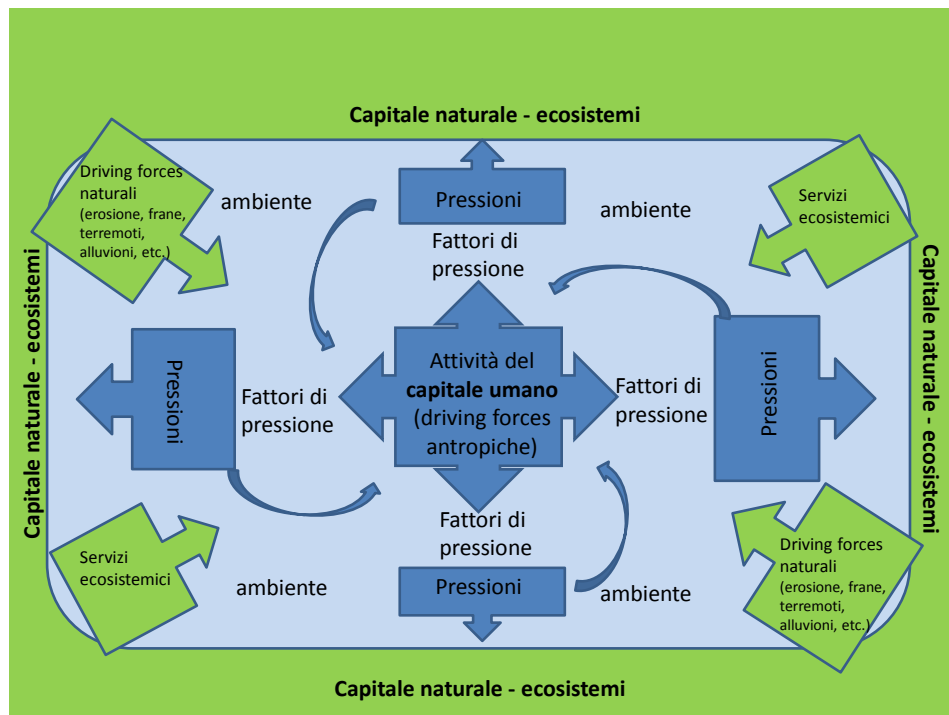 Capitale naturale - ecosistemi
Driving forces
naturali
(erosione, frane,
terremoti,
alluvioni, etc.)
ambiente
Pressioni
ambiente
Servizi
ecosistemici
Fattori di
pressione
Capitale naturale - ecosistemi
Pressioni
Fattori di
pressione
Attività del
capitale umano
(driving forces
antropiche)
Fattori di
pressione
Pressioni
Capitale naturale - ecosistemi
Servizi
ecosistemici
ambiente
Fattori di
pressione
Pressioni
ambiente
Driving forces
naturali
(erosione, frane,
terremoti,
alluvioni, etc.)
Capitale naturale - ecosistemi